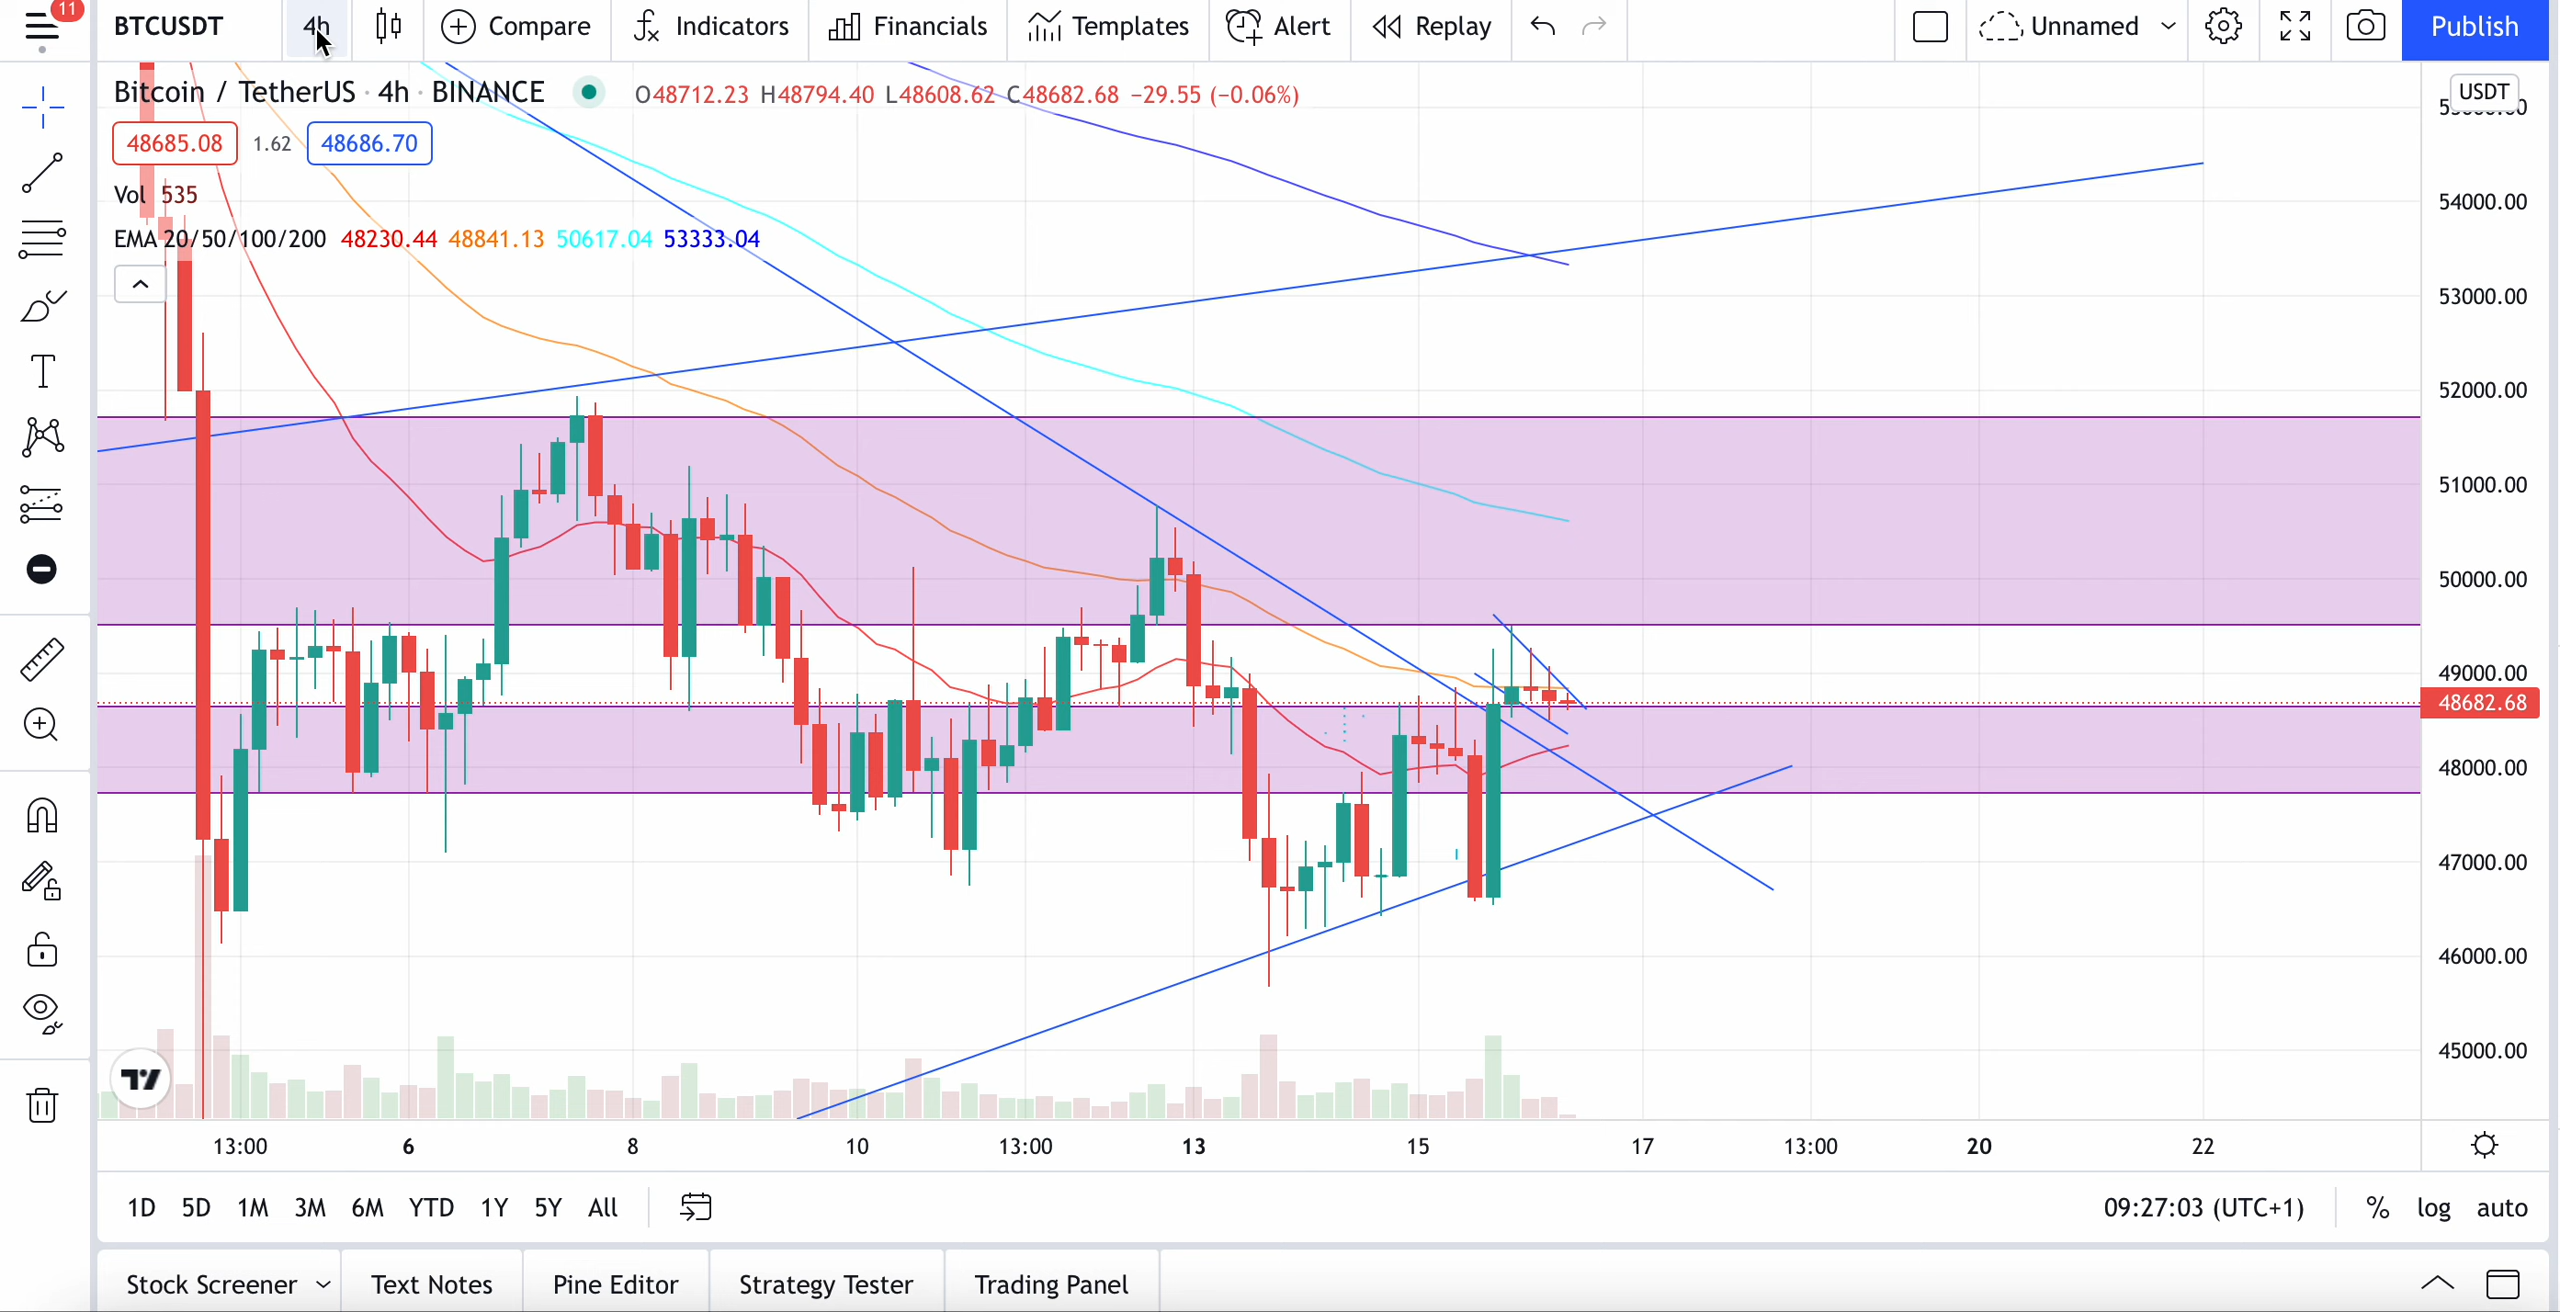 11
BTCUSDT 4h Compare Indicators Financials Templates Alert Replay Unnamed Publish
Bitcoin / TetherUS · 4h · BINANCE O48712.23 H48794.40 L48608.62 C48682.68 −29.55 (−0.06%)
USDT
48685.08 1.62 48686.70
Vol 535
EMA 20/50/100/200 48230.44 48841.13 50617.04 53333.04
54000.00
53000.00
52000.00
51000.00
50000.00
49000.00
48682.68
48000.00
47000.00
46000.00
45000.00
13:00 6 8 10 13:00 13 15 17 13:00 20 22
1D 5D 1M 3M 6M YTD 1Y 5Y All 09:27:03 (UTC+1) % log auto
Stock Screener Text Notes Pine Editor Strategy Tester Trading Panel